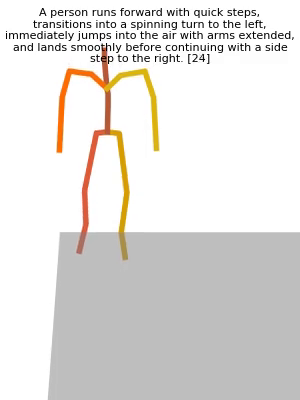 A person runs forward with quick steps,
transitions into a spinning turn to the left,
immediately jumps into the air with arms extended,
and lands smoothly before continuing with a side
step to the right. [24]